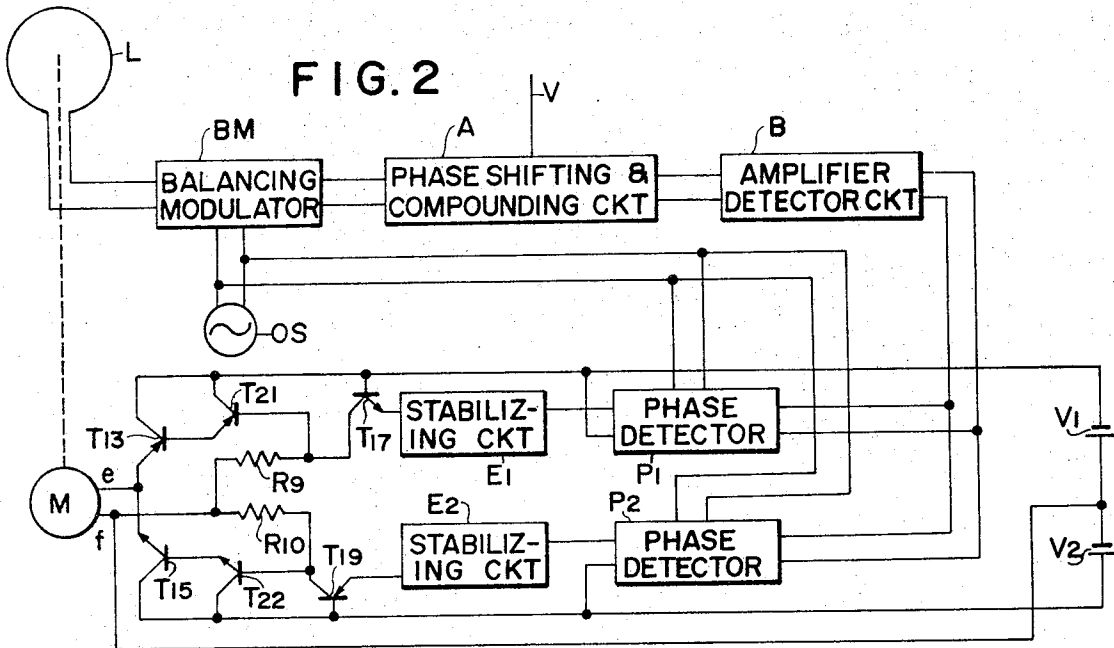 L
FIG. 2
V
BM
A
B
BALANCING
MODULATOR
PHASE SHIFTING &
COMPOUNDING CKT
AMPLIFIER
DETECTOR CKT
OS
T21
T17
T13
STABILIZ-
ING CKT
E1
PHASE
DETECTOR
P1
V1
R9
e
M
f
R10
E2
T19
STABILIZ-
ING CKT
P2
PHASE
DETECTOR
V2
T15
T22